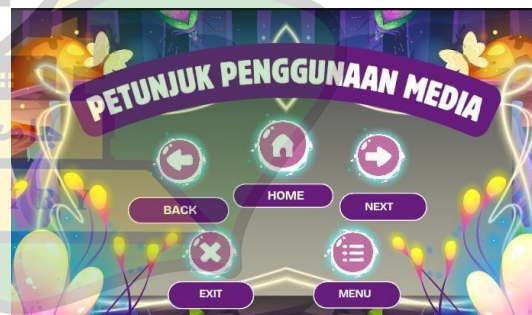 PETUNJUK PENGGUNAAN MEDIA
HOME
BACK
NEXT
EXIT
MENU